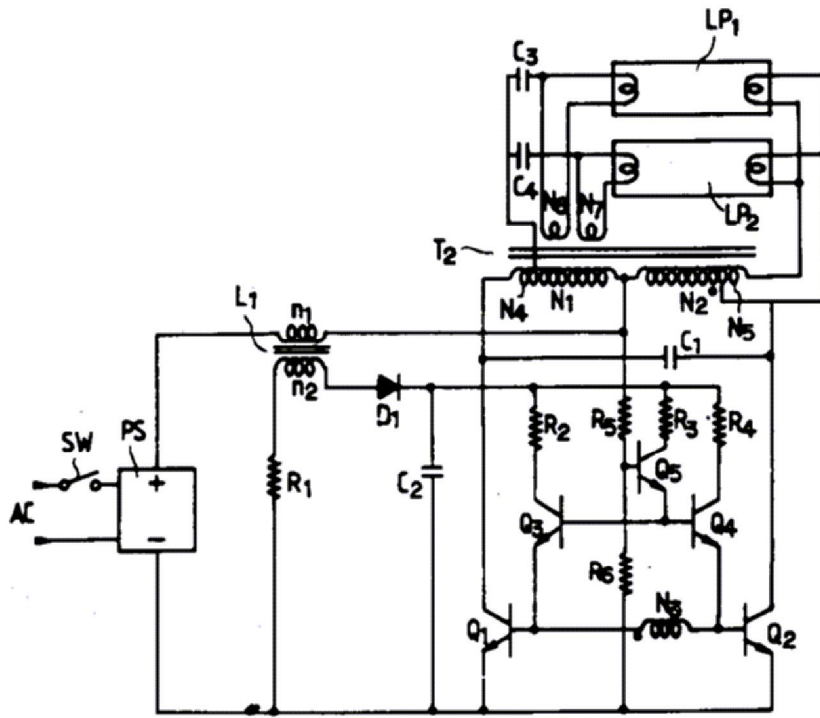 LP1
C3
C4
N6
N7
LP2
T2
N4
N1
N2
N5
L1
n1
n2
C1
D1
R2
R5
R3
R4
SW
PS
+
AC
−
R1
C2
Q5
Q3
Q4
R6
N3
Q1
Q2